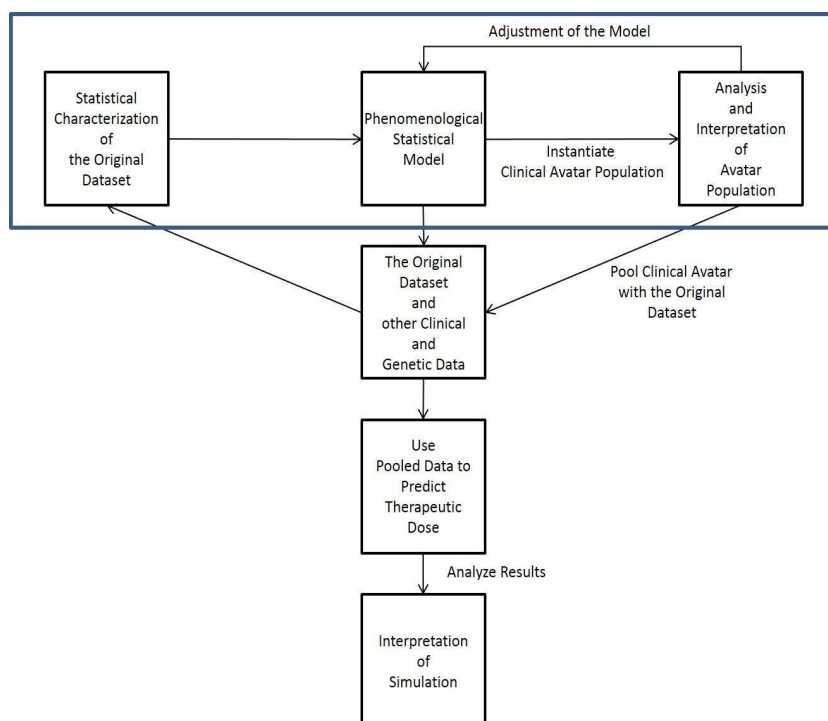 Adjustment of the Model
Statistical
Characterization
of
the Original
Dataset
Phenomenological
Statistical
Model
Instantiate
Clinical Avatar Population
Analysis
and
Interpretation
of
Avatar
Population
The Original
Dataset
and
other Clinical
and
Genetic Data
Pool Clinical Avatar
with the Original
Dataset
Use
Pooled Data to
Predict
Therapeutic
Dose
Analyze Results
Interpretation
of
Simulation